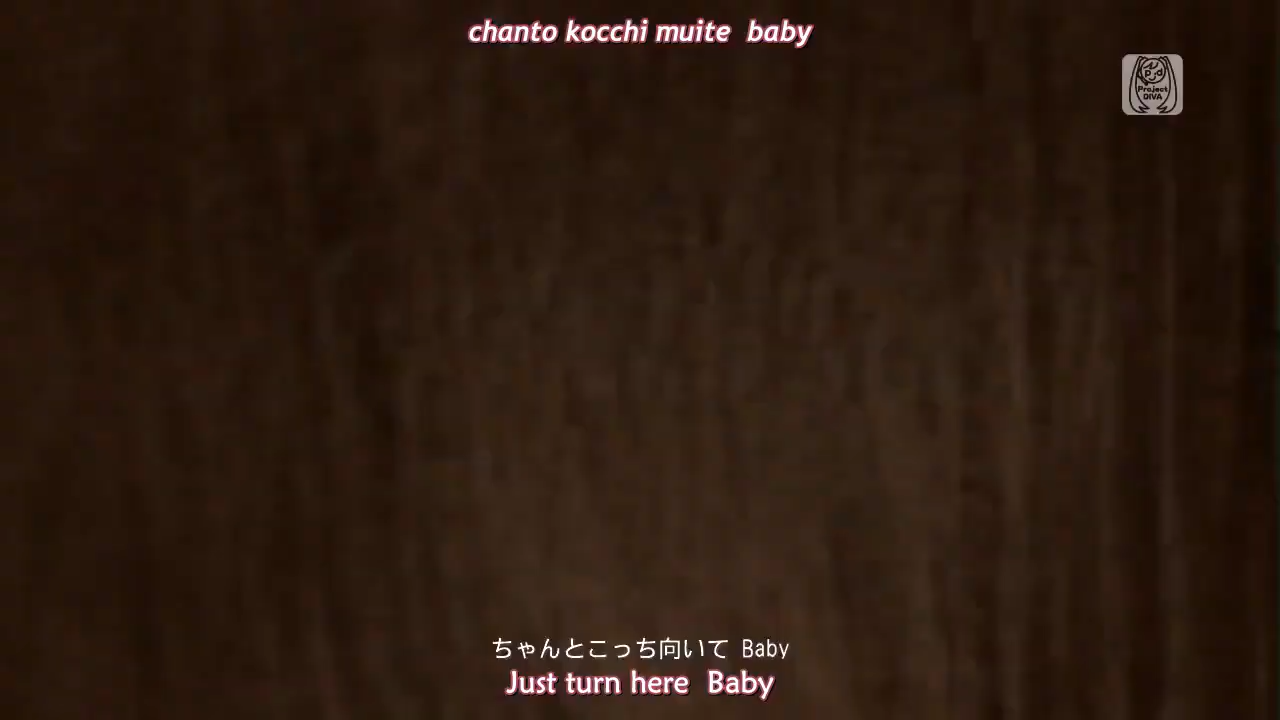 chanto kocchi muite baby
Project
DIVA
ちゃんとこっち向いて Baby
Just turn here Baby